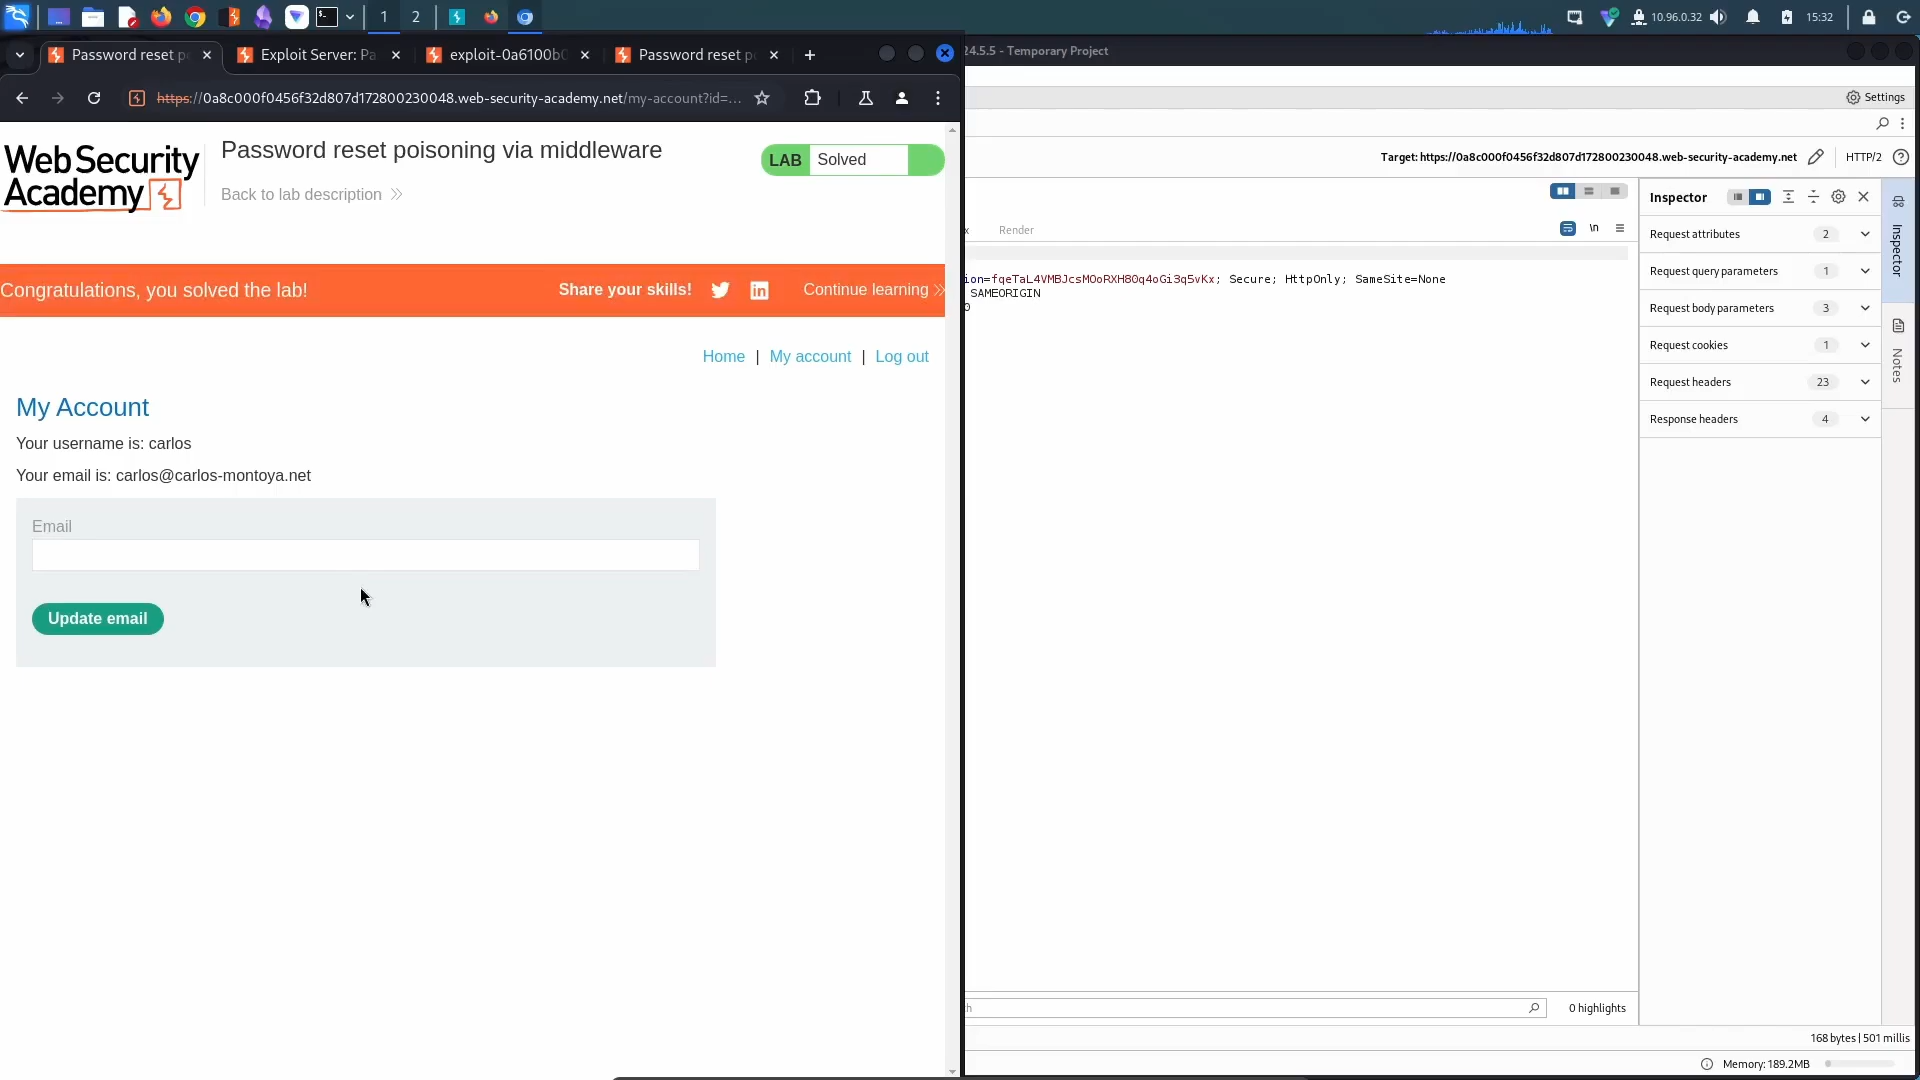 1
2
10.96.0.32
15:32
Password reset p
Exploit Server: Pa
exploit-0a6100b0
Password reset p
24.5.5 - Temporary Project
https://0a8c000f0456f32d807d172800230048.web-security-academy.net/my-account?id=...
Settings
Target: https://0a8c000f0456f32d807d172800230048.web-security-academy.net
HTTP/2
Web Security
Academy
Password reset poisoning via middleware
Back to lab description
LAB Solved
Congratulations, you solved the lab!
Share your skills!
Continue learning
Home | My account | Log out
My Account
Your username is: carlos
Your email is: carlos@carlos-montoya.net
Email
Update email
x
Render
\n
ion=fqeTaL4VMBJcsMOoRXH80q4oGi3q5vKx; Secure; HttpOnly; SameSite=None
SAMEORIGIN
0
Inspector
Request attributes 2
Request query parameters 1
Request body parameters 3
Request cookies 1
Request headers 23
Response headers 4
Inspector
Notes
h
0 highlights
168 bytes | 501 millis
Memory: 189.2MB